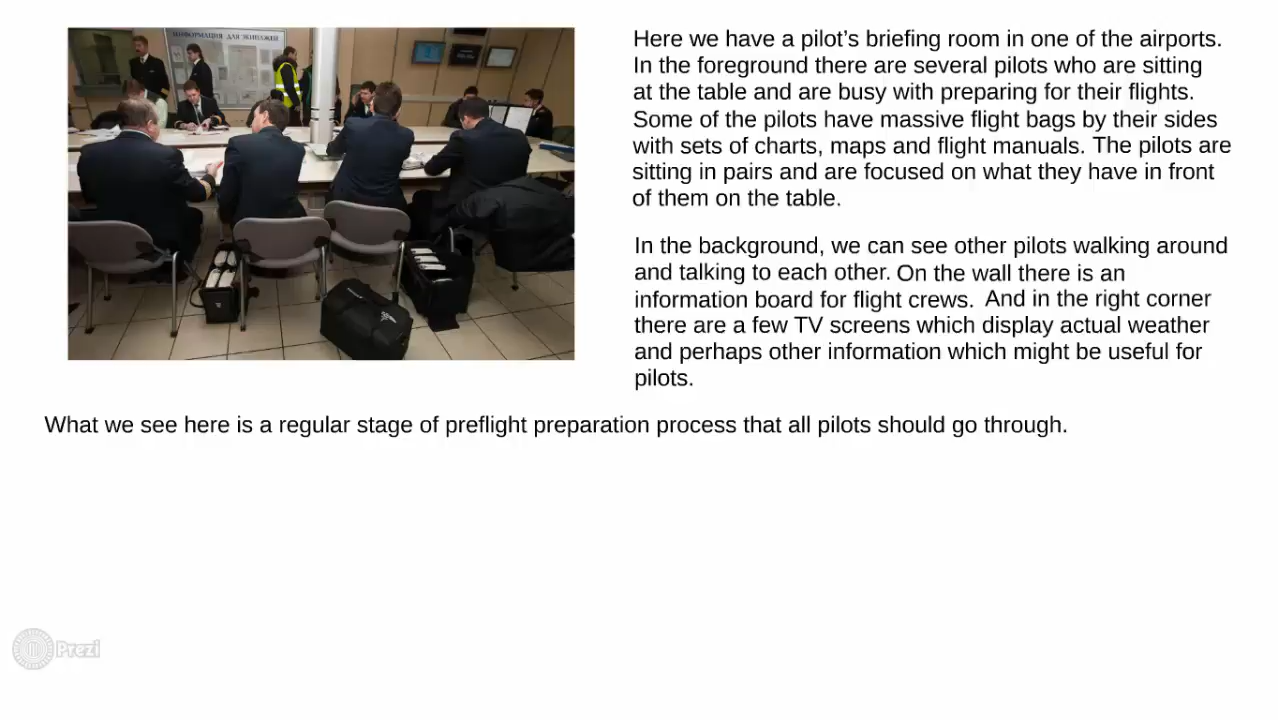 ИНФОРМАЦИЯ ДЛЯ ЭКИПАЖЕЙ
Here we have a pilot’s briefing room in one of the airports.
In the foreground there are several pilots who are sitting
at the table and are busy with preparing for their flights.
Some of the pilots have massive flight bags by their sides
with sets of charts, maps and flight manuals. The pilots are
sitting in pairs and are focused on what they have in front
of them on the table.
In the background, we can see other pilots walking around
and talking to each other. On the wall there is an
information board for flight crews. And in the right corner
there are a few TV screens which display actual weather
and perhaps other information which might be useful for
pilots.
What we see here is a regular stage of preflight preparation process that all pilots should go through.
Prezi